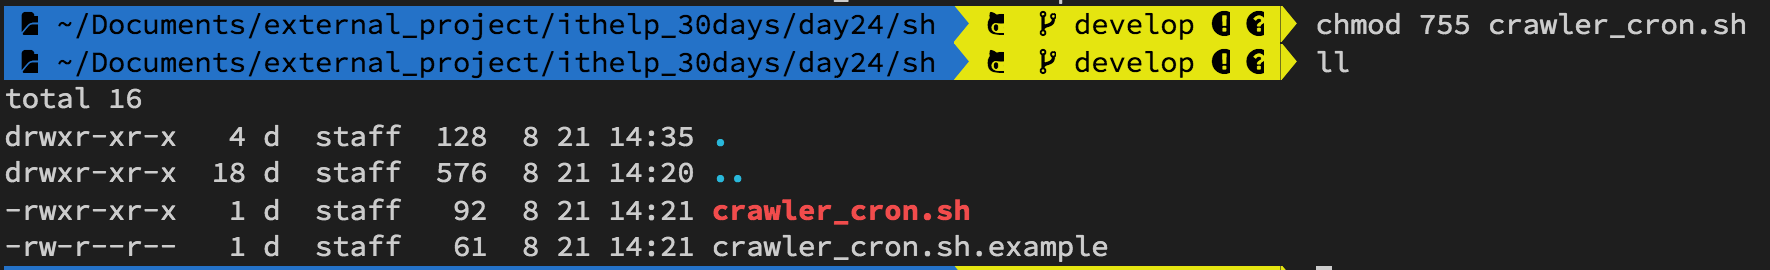 ~/Documents/external_project/ithelp_30days/day24/sh develop chmod 755 crawler_cron.sh
~/Documents/external_project/ithelp_30days/day24/sh develop ll
total 16
drwxr-xr-x   4 d  staff  128  8 21 14:35 .
drwxr-xr-x  18 d  staff  576  8 21 14:20 ..
-rwxr-xr-x   1 d  staff   92  8 21 14:21 crawler_cron.sh
-rw-r--r--   1 d  staff   61  8 21 14:21 crawler_cron.sh.example